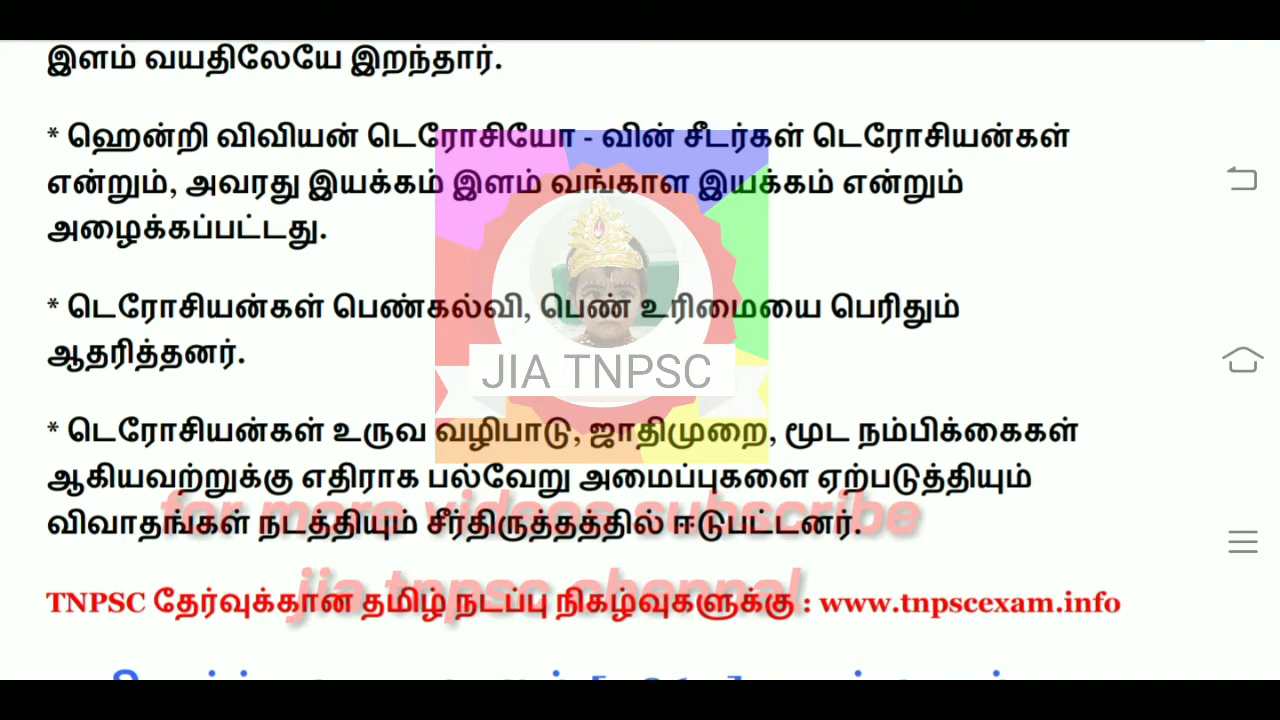 இளம் வயதிலேயே இறந்தார்.
* ஹென்றி விவியன் டெரோசியோ - வின் சீடர்கள் டெரோசியன்கள்
என்றும், அவரது இயக்கம் இளம் வங்காள இயக்கம் என்றும்
அழைக்கப்பட்டது.
* டெரோசியன்கள் பெண்கல்வி, பெண் உரிமையை பெரிதும்
ஆதரித்தனர்.
JIA TNPSC
* டெரோசியன்கள் உருவ வழிபாடு, ஜாதிமுறை, மூட நம்பிக்கைகள்
ஆகியவற்றுக்கு எதிராக பல்வேறு அமைப்புகளை ஏற்படுத்தியும்
for more videos subscribe
விவாதங்கள் நடத்தியும் சீர்திருத்தத்தில் ஈடுபட்டனர்.
jia tnpsc channal
TNPSC தேர்வுக்கான தமிழ் நடப்பு நிகழ்வுகளுக்கு : www.tnpscexam.info